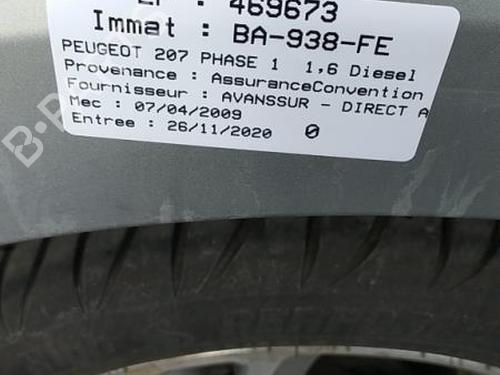 469673
Immat : BA-938-FE
PEUGEOT 207 PHASE 1 1,6 Diesel
Provenance : AssuranceConvention
Fournisseur : AVANSSUR - DIRECT A
Mec : 07/04/2009
Entree : 26/11/2020 0